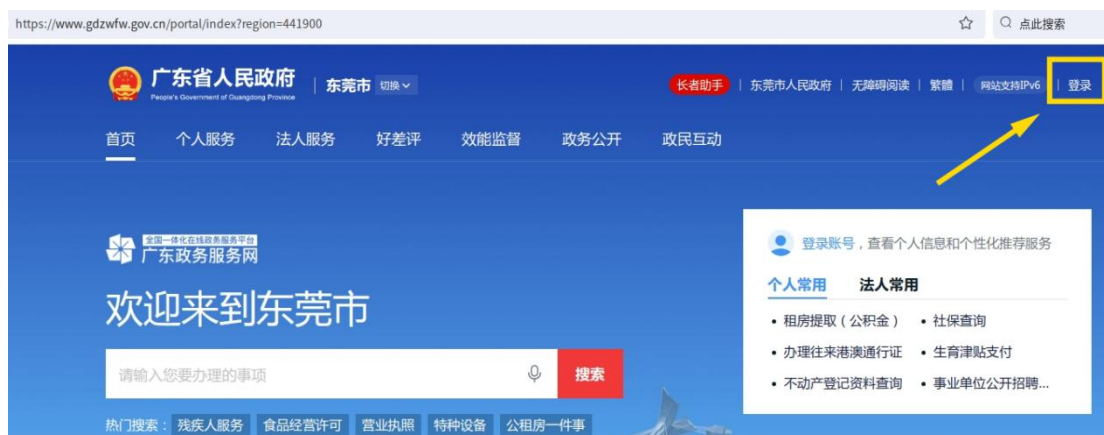 https://www.gdzwfw.gov.cn/portal/index?region=441900
点此搜索
广东省人民政府 东莞市 切换
People's Government of Guangdong Province
长者助手 东莞市人民政府 无障碍阅读 繁體 网站支持IPv6 登录
首页 个人服务 法人服务 好差评 效能监督 政务公开 政民互动
全国一体化在线政务服务平台
广东政务服务网
欢迎来到东莞市
请输入您要办理的事项 搜索
热门搜索: 残疾人服务 食品经营许可 营业执照 特种设备 公租房一件事
登录账号,查看个人信息和个性化推荐服务
个人常用 法人常用
• 租房提取(公积金) • 社保查询
• 办理往来港澳通行证 • 生育津贴支付
• 不动产登记资料查询 • 事业单位公开招聘...